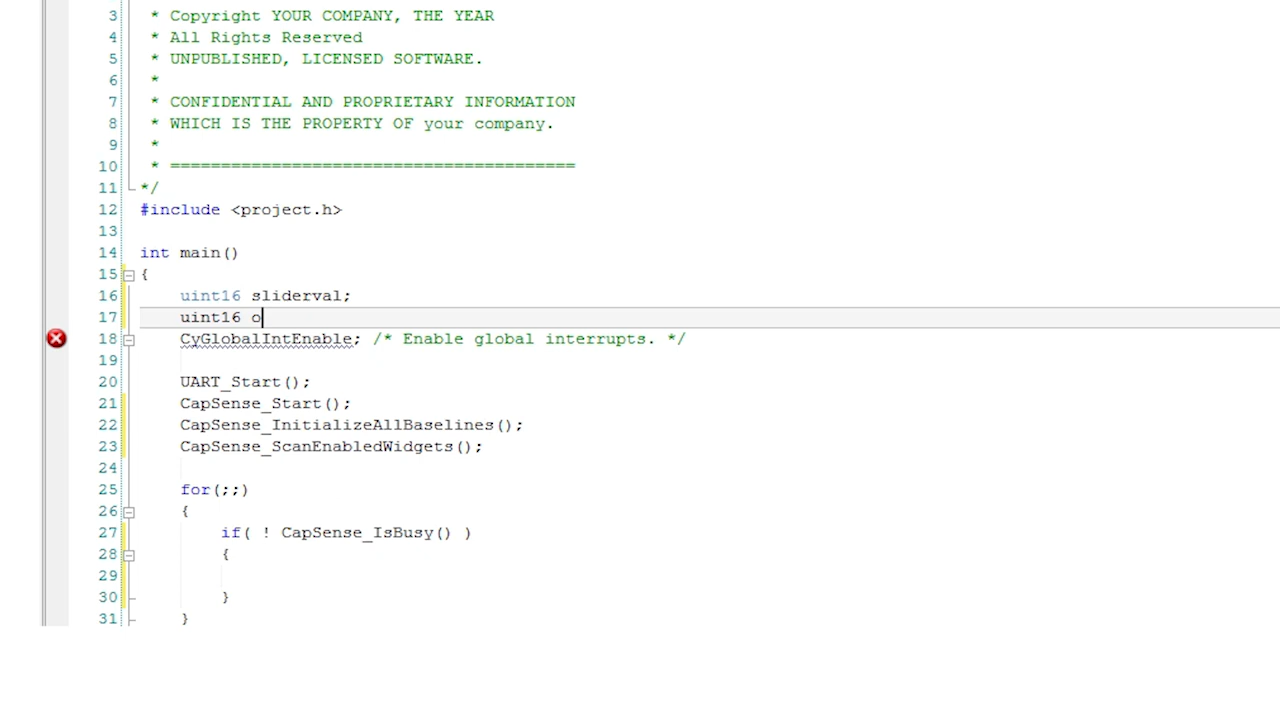 3 * Copyright YOUR COMPANY, THE YEAR
4 * All Rights Reserved
5 * UNPUBLISHED, LICENSED SOFTWARE.
6 *
7 * CONFIDENTIAL AND PROPRIETARY INFORMATION
8 * WHICH IS THE PROPERTY OF your company.
9 *
10 * ========================================
11 */
12 #include <project.h>
13
14 int main()
15 {
16 uint16 sliderval;
17 uint16 o
18 CyGlobalIntEnable; /* Enable global interrupts. */
19
20 UART_Start();
21 CapSense_Start();
22 CapSense_InitializeAllBaselines();
23 CapSense_ScanEnabledWidgets();
24
25 for(;;)
26 {
27 if( ! CapSense_IsBusy() )
28 {
29
30 }
31 }